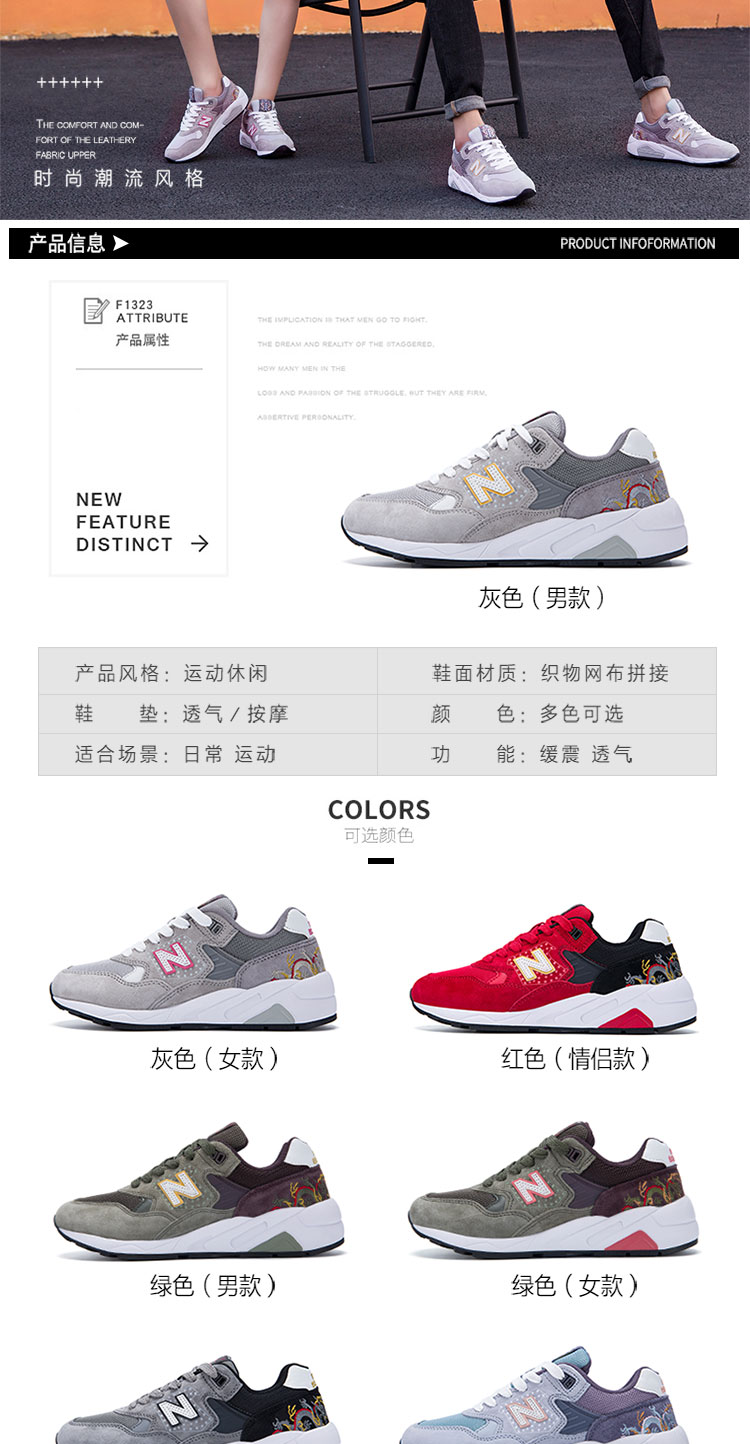 ++++++
THE COMFORT AND COM-
FORT OF THE LEATHERY
FABRIC UPPER
时尚潮流风格
产品信息
PRODUCT INFOFORMATION
F1323
ATTRIBUTE
产品属性
NEW
FEATURE
DISTINCT
THE IMPLICATION IS THAT MEN GO TO FIGHT,
THE DREAM AND REALITY OF THE STAGGERED,
HOW MANY MEN IN THE
LOSS AND PASSION OF THE STRUGGLE, BUT THEY ARE FIRM,
ASSERTIVE PERSONALITY.
N
灰色（男款）
产品风格：运动休闲
鞋面材质：织物网布拼接
鞋 垫：透气 / 按摩
颜 色：多色可选
适合场景：日常 运动
功 能：缓震 透气
COLORS
可选颜色
N
N
灰色（女款）
红色（情侣款）
N
N
绿色（男款）
绿色（女款）
N
N